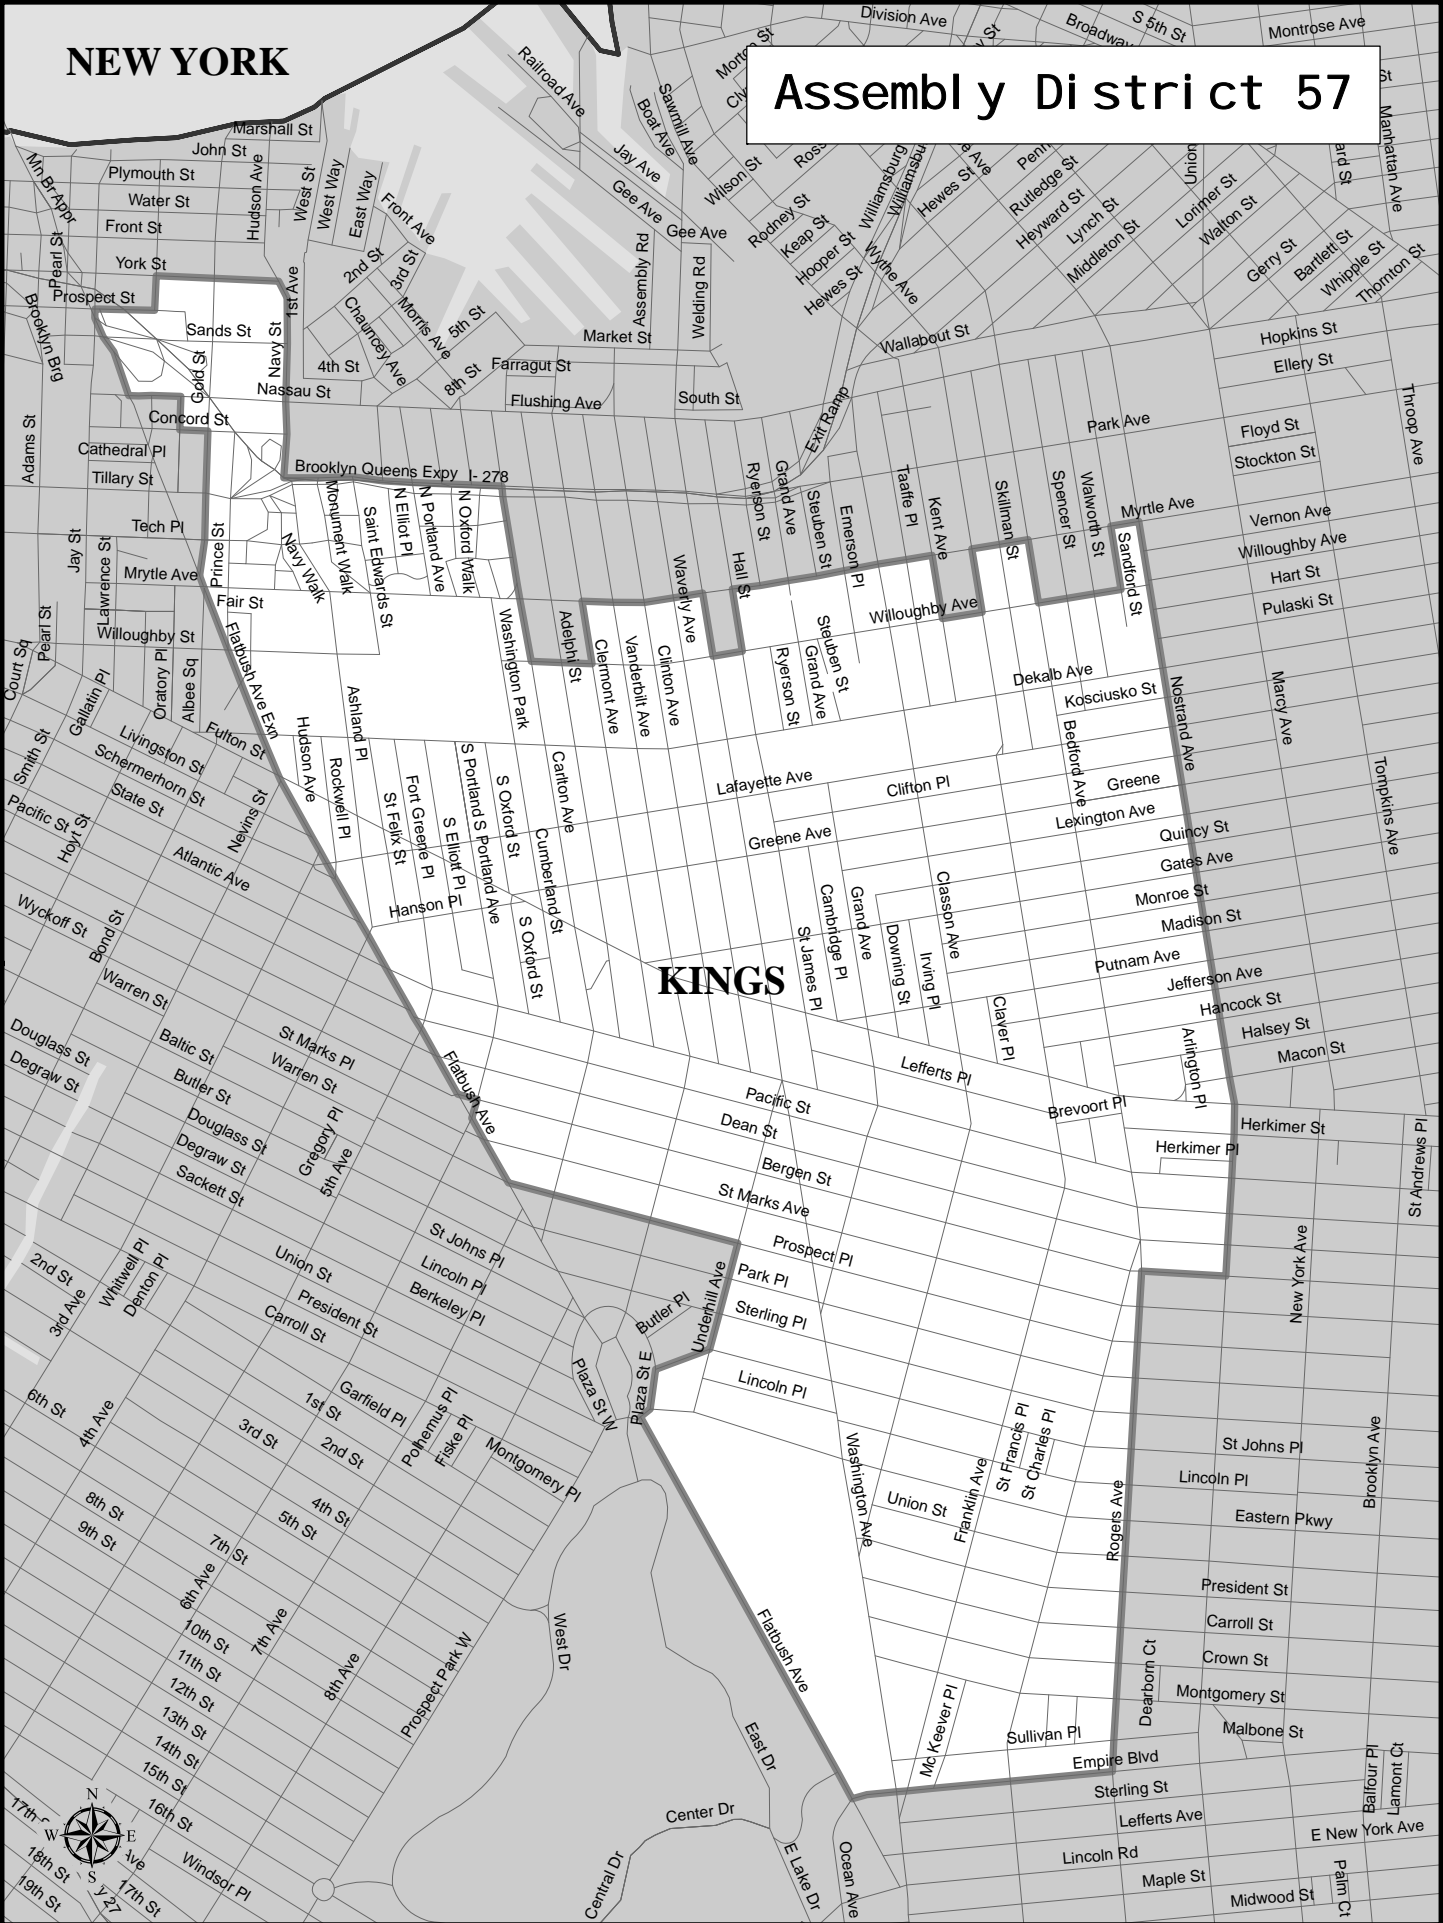 NEW YORK
Assembly District 57
KINGS
Division Ave
Broadway
S 5th St
Montrose Ave
Railroad Ave
Sawmill Ave
Boat Ave
Jay Ave
Gee Ave
Gee Ave
Wilson St
Morton St
Ross
Rodney St
Keap St
Hooper St
Hewes St
Williamsburg
Wythe Ave
Hewes St
Penn
Rutledge St
Heyward St
Lynch St
Middleton St
Union
Lorimer St
Walton St
Manhattan Ave
Gerry St
Bartlett St
Whipple St
Thornton St
Wallabout St
Hopkins St
Ellery St
Marshall St
John St
Plymouth St
Water St
Front St
York St
Prospect St
Mn Br Appr
Pearl St
Hudson Ave
West St
West Way
East Way
Front Ave
2nd St
3rd St
1st Ave
Chauncey Ave
Morris Ave
5th St
4th St
8th St
Assembly Rd
Welding Rd
Market St
Farragut St
Flushing Ave
South St
Brooklyn Brg
Sands St
Gold St
Navy St
Nassau St
Concord St
Cathedral Pl
Tillary St
Adams St
Tech Pl
Jay St
Lawrence St
Mrytle Ave
Prince St
Fair St
Pearl St
Willoughby St
Court Sq
Gallatin Pl
Oratory Pl
Albee Sq
Brooklyn Queens Expy I- 278
Navy Walk
Monument Walk
Saint Edwards St
N Elliot Pl
N Portland Ave
N Oxford Walk
Washington Park
Adelphi St
Clermont Ave
Vanderbilt Ave
Clinton Ave
Waverly Ave
Hall St
Ryerson St
Grand Ave
Steuben St
Emerson Pl
Exit Ramp
Taaffe Pl
Kent Ave
Skillman St
Spencer St
Walworth St
Sandford St
Park Ave
Myrtle Ave
Floyd St
Stockton St
Throop Ave
Vernon Ave
Willoughby Ave
Hart St
Pulaski St
Willoughby Ave
Ryerson St
Grand Ave
Steuben St
Dekalb Ave
Kosciusko St
Bedford Ave
Nostrand Ave
Marcy Ave
Tompkins Ave
Flatbush Ave Exn
Fulton St
Livingston St
Schermerhorn St
State St
Smith St
Pacific St
Hoyt St
Nevins St
Atlantic Ave
Hudson Ave
Rockwell Pl
Ashland Pl
St Felix St
Fort Greene Pl
S Elliott Pl
S Portland Ave
S Portland
S Oxford St
Cumberland St
Carlton Ave
Hanson Pl
S Oxford St
Lafayette Ave
Clifton Pl
Greene Ave
Greene
Lexington Ave
Quincy St
Gates Ave
Monroe St
Madison St
Putnam Ave
Jefferson Ave
Hancock St
Halsey St
Macon St
Arlington Pl
St James Pl
Cambridge Pl
Grand Ave
Downing St
Irving Pl
Classon Ave
Claver Pl
Lefferts Pl
Brevoort Pl
Herkimer St
Herkimer Pl
St Andrews Pl
Wyckoff St
Bond St
Warren St
Baltic St
Butler St
Douglass St
Degraw St
Sackett St
Douglass St
Degraw St
St Marks Pl
Warren St
Gregory Pl
5th Ave
Flatbush Ave
Pacific St
Dean St
Bergen St
St Marks Ave
Prospect Pl
Park Pl
Sterling Pl
Lincoln Pl
Underhill Ave
Butler Pl
Plaza St E
Plaza St W
2nd St
3rd Ave
Whitwell Pl
Denton Pl
Union St
President St
Carroll St
St Johns Pl
Lincoln Pl
Berkeley Pl
Garfield Pl
1st St
2nd St
3rd St
Polhemus Pl
Fiske Pl
Montgomery Pl
4th St
5th St
6th St
4th Ave
7th St
8th St
9th St
6th Ave
7th Ave
8th Ave
10th St
11th St
12th St
13th St
14th St
15th St
16th St
Windsor Pl
17th St
18th St
19th St
Prospect Park W
West Dr
East Dr
Center Dr
Central Dr
E Lake Dr
Ocean Ave
Flatbush Ave
Washington Ave
Union St
Franklin Ave
St Francis Pl
St Charles Pl
Rogers Ave
New York Ave
Brooklyn Ave
St Johns Pl
Lincoln Pl
Eastern Pkwy
President St
Carroll St
Crown St
Montgomery St
Malbone St
Dearborn Ct
Mc Keever Pl
Sullivan Pl
Empire Blvd
Sterling St
Lefferts Ave
Lincoln Rd
Maple St
Midwood St
E New York Ave
Balfour Pl
Lamont Ct
Palm Ct
N
W
E
S